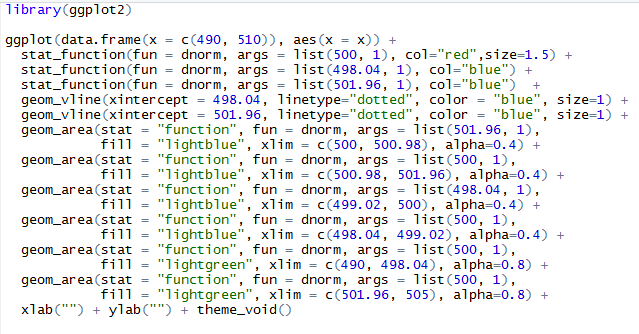 library(ggplot2)
ggplot(data.frame(x = c(490, 510)), aes(x = x)) +
stat_function(fun = dnorm, args = list(500, 1), col="red",size=1.5) +
stat_function(fun = dnorm, args = list(498.04, 1), col="blue") +
stat_function(fun = dnorm, args = list(501.96, 1), col="blue") +
geom_vline(xintercept = 498.04, linetype="dotted", color = "blue", size=1) +
geom_vline(xintercept = 501.96, linetype="dotted", color = "blue", size=1) +
geom_area(stat = "function", fun = dnorm, args = list(501.96, 1),
fill = "lightblue", xlim = c(500, 500.98), alpha=0.4) +
geom_area(stat = "function", fun = dnorm, args = list(500, 1),
fill = "lightblue", xlim = c(500.98, 501.96), alpha=0.4) +
geom_area(stat = "function", fun = dnorm, args = list(498.04, 1),
fill = "lightblue", xlim = c(499.02, 500), alpha=0.4) +
geom_area(stat = "function", fun = dnorm, args = list(500, 1),
fill = "lightblue", xlim = c(498.04, 499.02), alpha=0.4) +
geom_area(stat = "function", fun = dnorm, args = list(500, 1),
fill = "lightgreen", xlim = c(490, 498.04), alpha=0.8) +
geom_area(stat = "function", fun = dnorm, args = list(500, 1),
fill = "lightgreen", xlim = c(501.96, 505), alpha=0.8) +
xlab("") + ylab("") + theme_void()